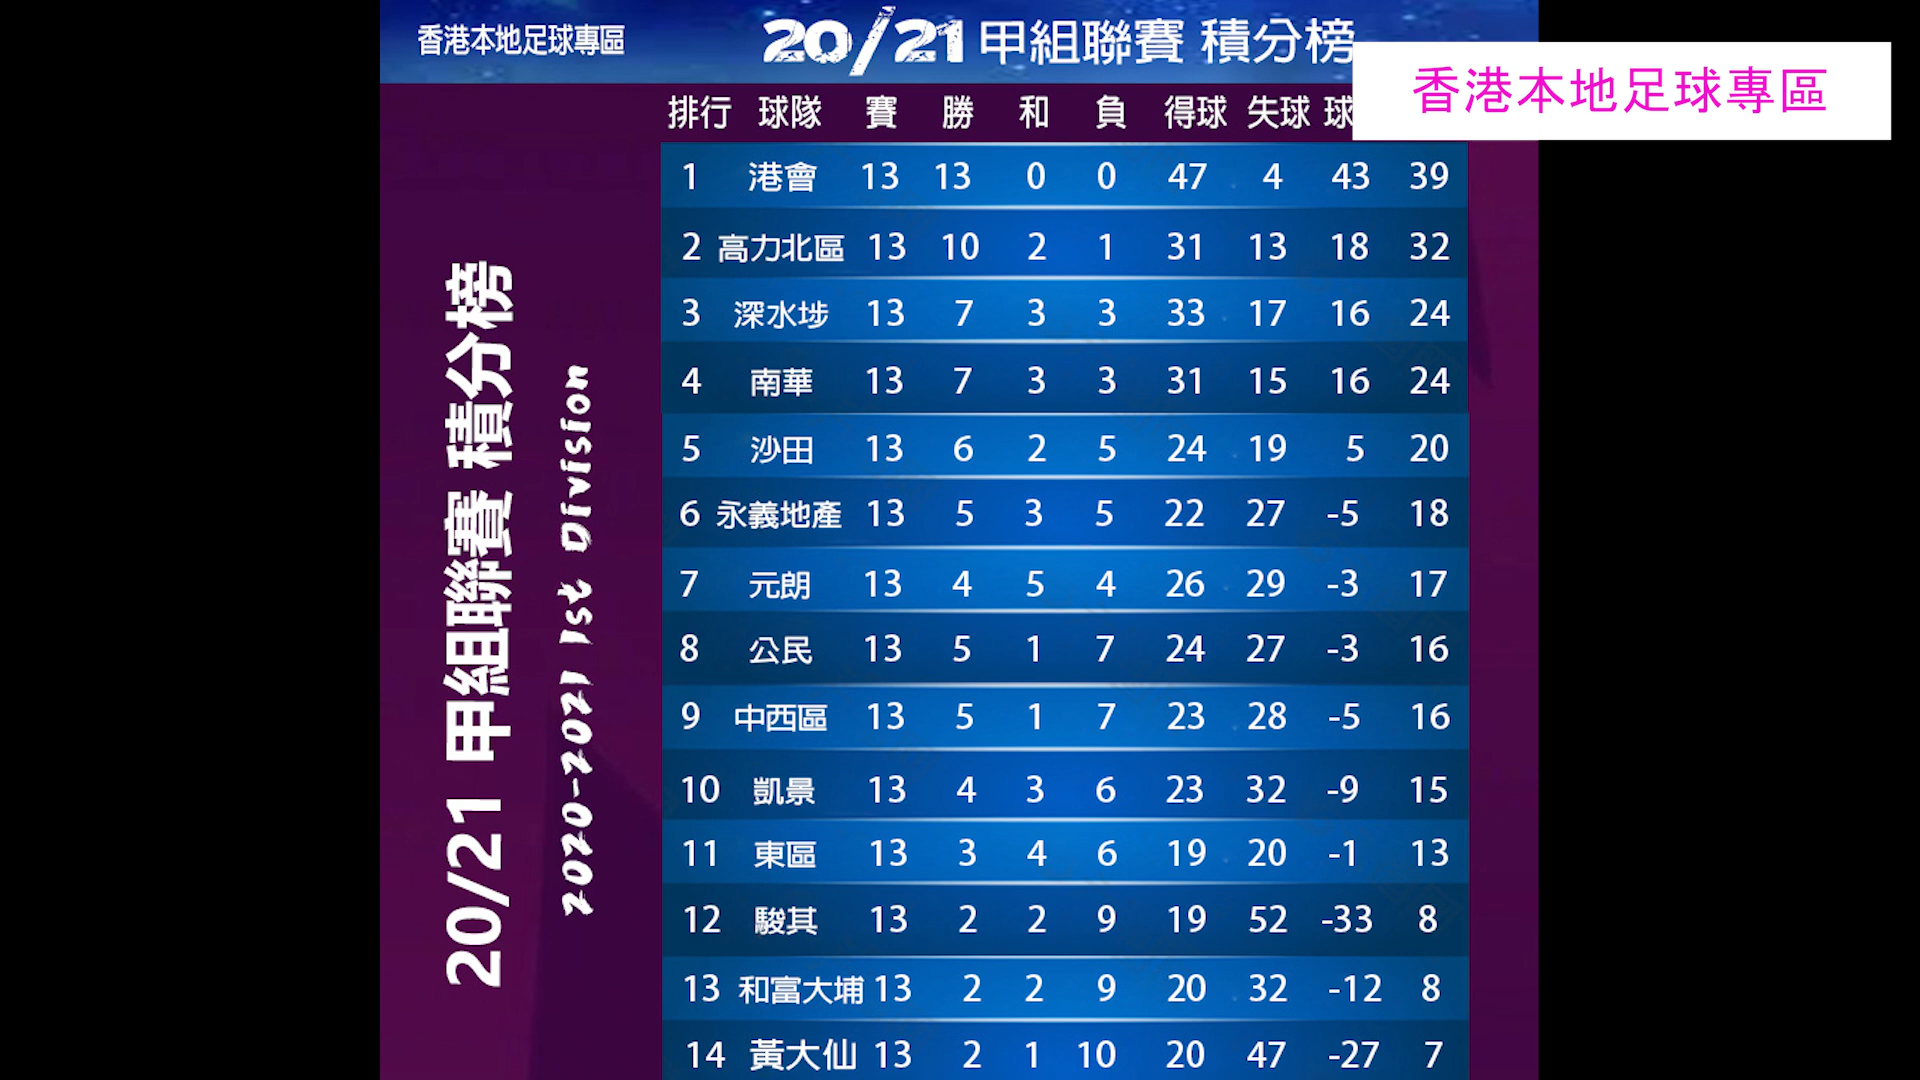 香港本地足球專區
20/21 甲組聯賽 積分榜
香港本地足球專區
排行 球隊 賽 勝 和 負 得球 失球 球
1 港會 13 13 0 0 47 4 43 39
2 高力北區 13 10 2 1 31 13 18 32
3 深水埗 13 7 3 3 33 17 16 24
4 南華 13 7 3 3 31 15 16 24
5 沙田 13 6 2 5 24 19 5 20
6 永義地產 13 5 3 5 22 27 -5 18
7 元朗 13 4 5 4 26 29 -3 17
8 公民 13 5 1 7 24 27 -3 16
9 中西區 13 5 1 7 23 28 -5 16
10 凱景 13 4 3 6 23 32 -9 15
11 東區 13 3 4 6 19 20 -1 13
12 駿其 13 2 2 9 19 52 -33 8
13 和富大埔 13 2 2 9 20 32 -12 8
14 黃大仙 13 2 1 10 20 47 -27 7
20/21 甲組聯賽 積分榜
2020-2021 1st Division